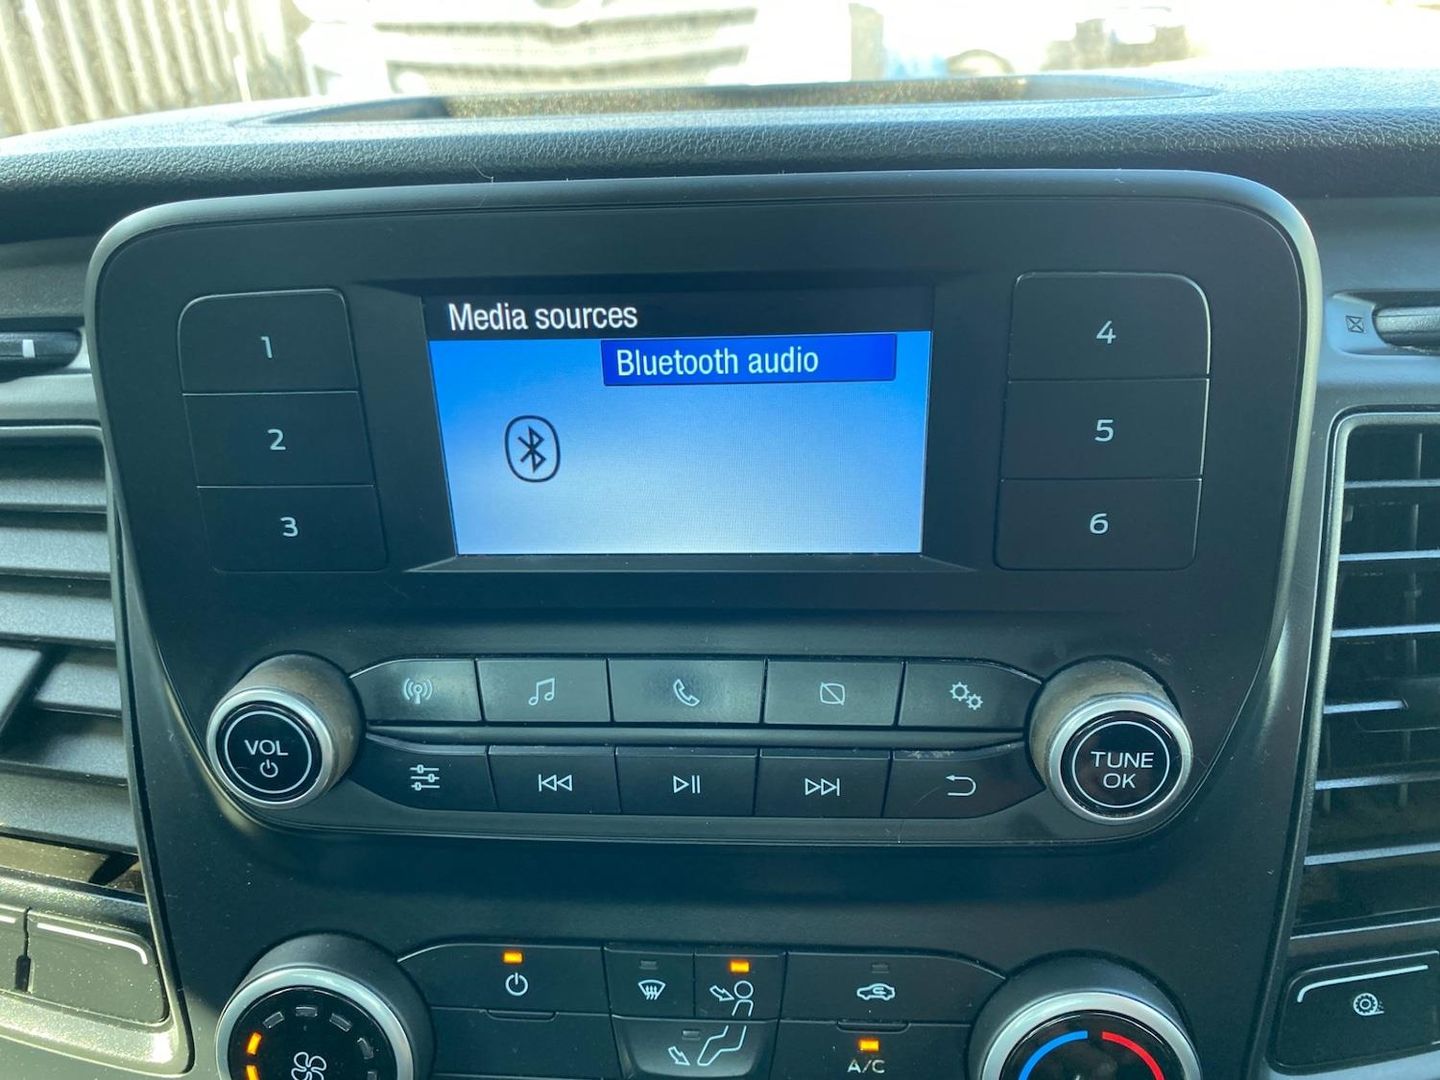 Media sources
Bluetooth audio
1
2
3
4
5
6
VOL
TUNE
OK
A/C